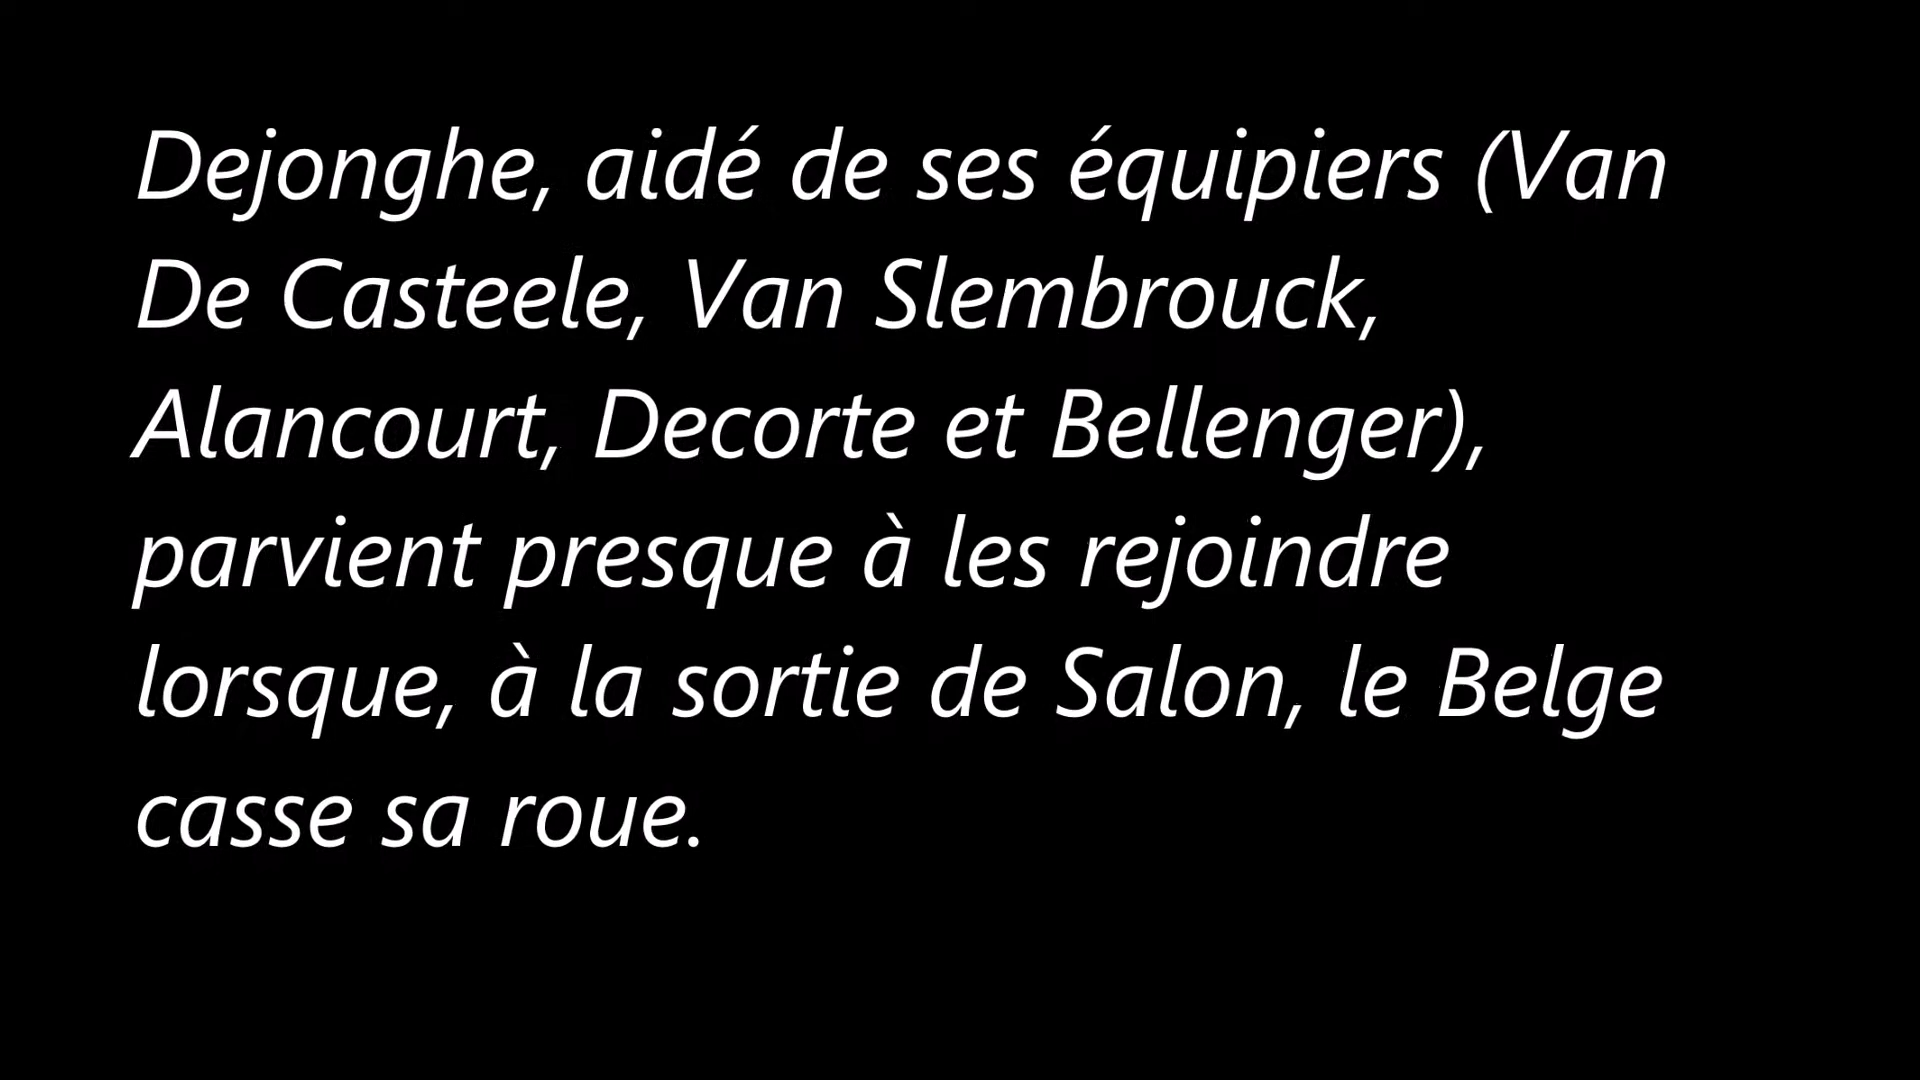 Dejonghe, aidé de ses équipiers (Van
De Casteele, Van Slembrouck,
Alancourt, Decorte et Bellenger),
parvient presque à les rejoindre
lorsque, à la sortie de Salon, le Belge
casse sa roue.